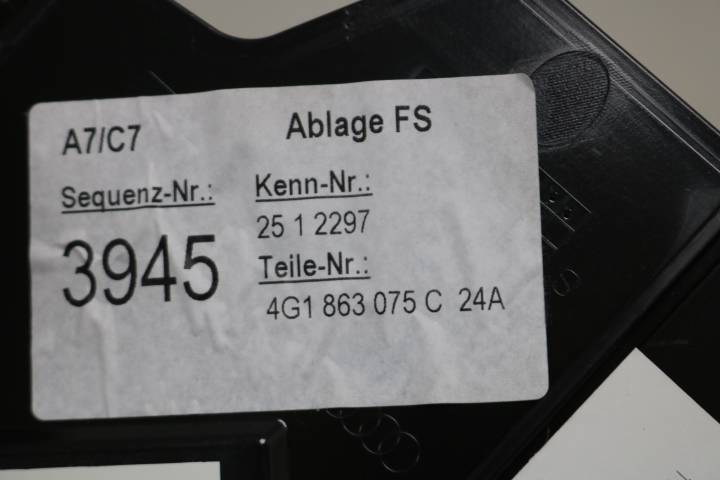 A7/C7
Ablage FS
Sequenz-Nr.:
Kenn-Nr.:
25 1 2297
3945
Teile-Nr.:
4G1 863 075 C 24A